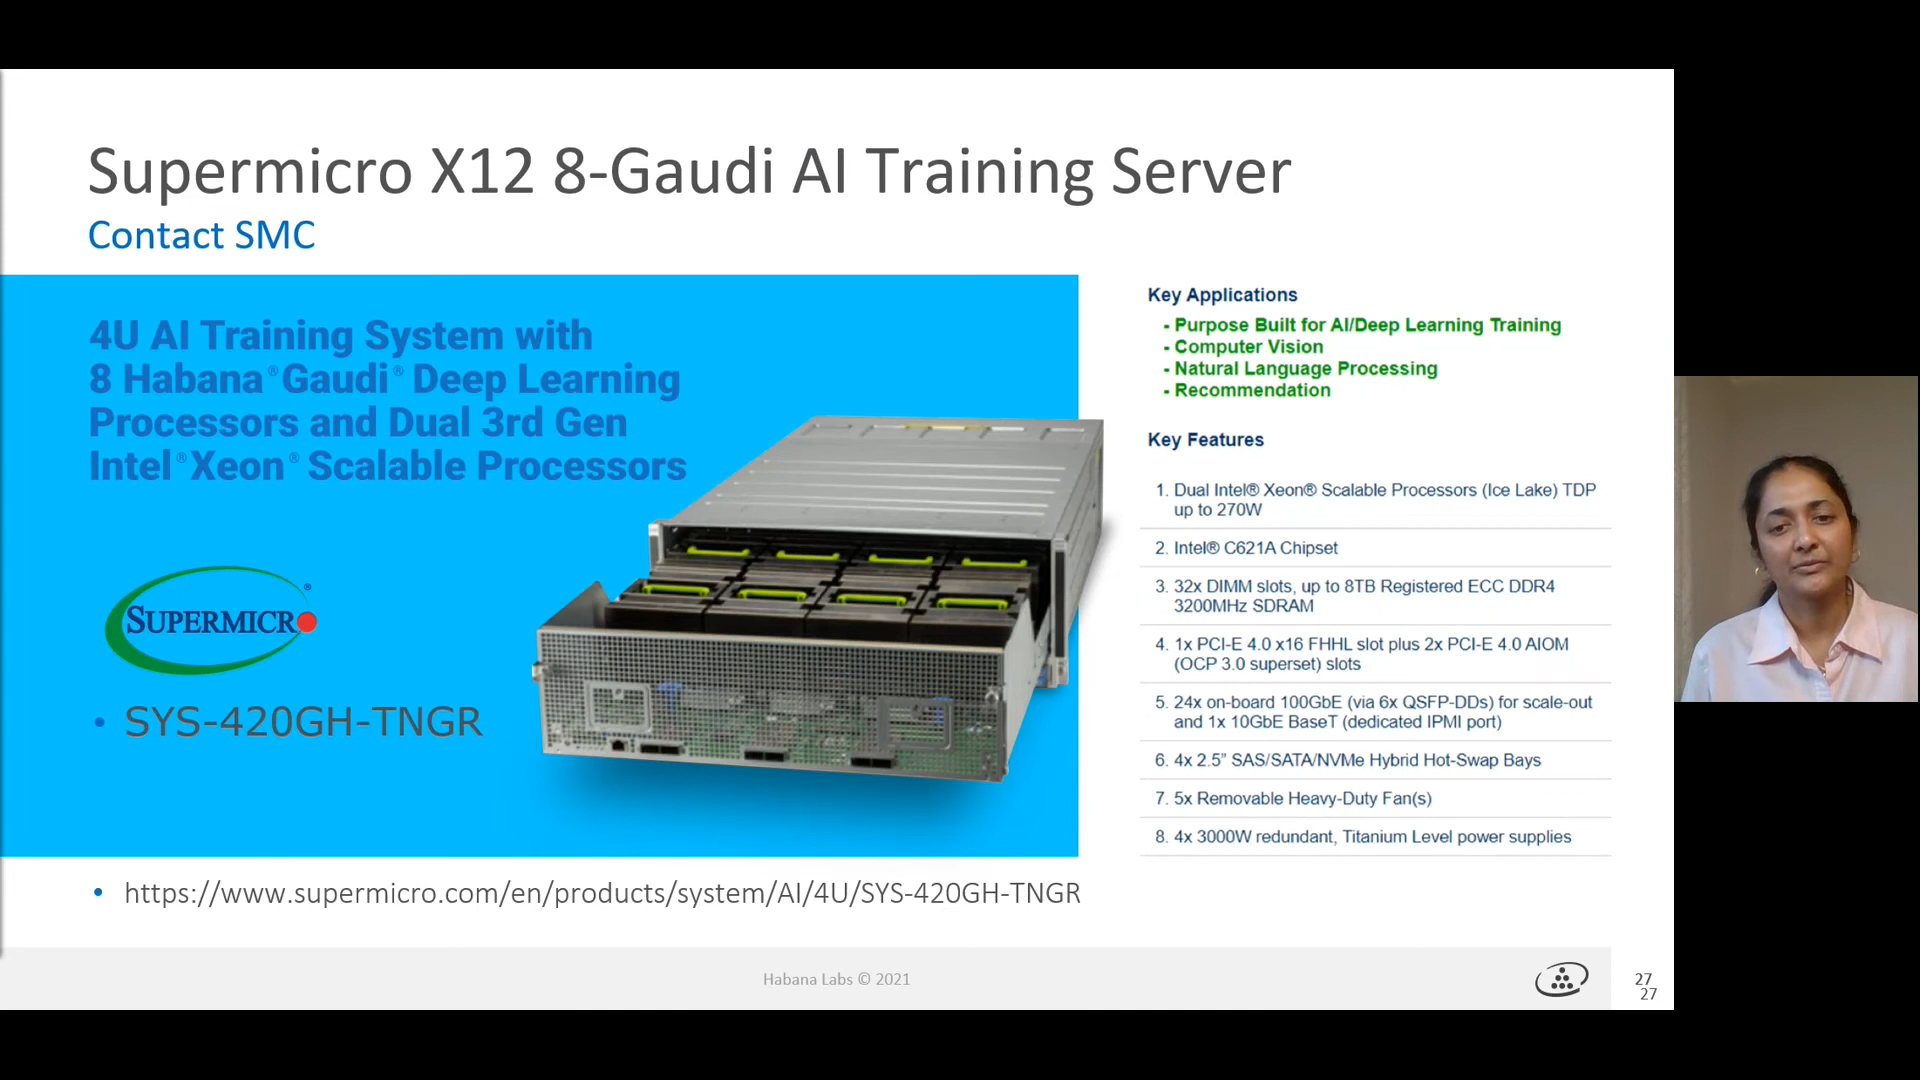 Supermicro X12 8-Gaudi AI Training Server
Contact SMC
4U AI Training System with
8 Habana® Gaudi® Deep Learning
Processors and Dual 3rd Gen
Intel® Xeon® Scalable Processors
SUPERMICRO®
• SYS-420GH-TNGR
Key Applications
- Purpose Built for AI/Deep Learning Training
- Computer Vision
- Natural Language Processing
- Recommendation
Key Features
1. Dual Intel® Xeon® Scalable Processors (Ice Lake) TDP
up to 270W
2. Intel® C621A Chipset
3. 32x DIMM slots, up to 8TB Registered ECC DDR4
3200MHz SDRAM
4. 1x PCI-E 4.0 x16 FHHL slot plus 2x PCI-E 4.0 AIOM
(OCP 3.0 superset) slots
5. 24x on-board 100GbE (via 6x QSFP-DDs) for scale-out
and 1x 10GbE BaseT (dedicated IPMI port)
6. 4x 2.5” SAS/SATA/NVMe Hybrid Hot-Swap Bays
7. 5x Removable Heavy-Duty Fan(s)
8. 4x 3000W redundant, Titanium Level power supplies
• https://www.supermicro.com/en/products/system/AI/4U/SYS-420GH-TNGR
Habana Labs © 2021
27
27